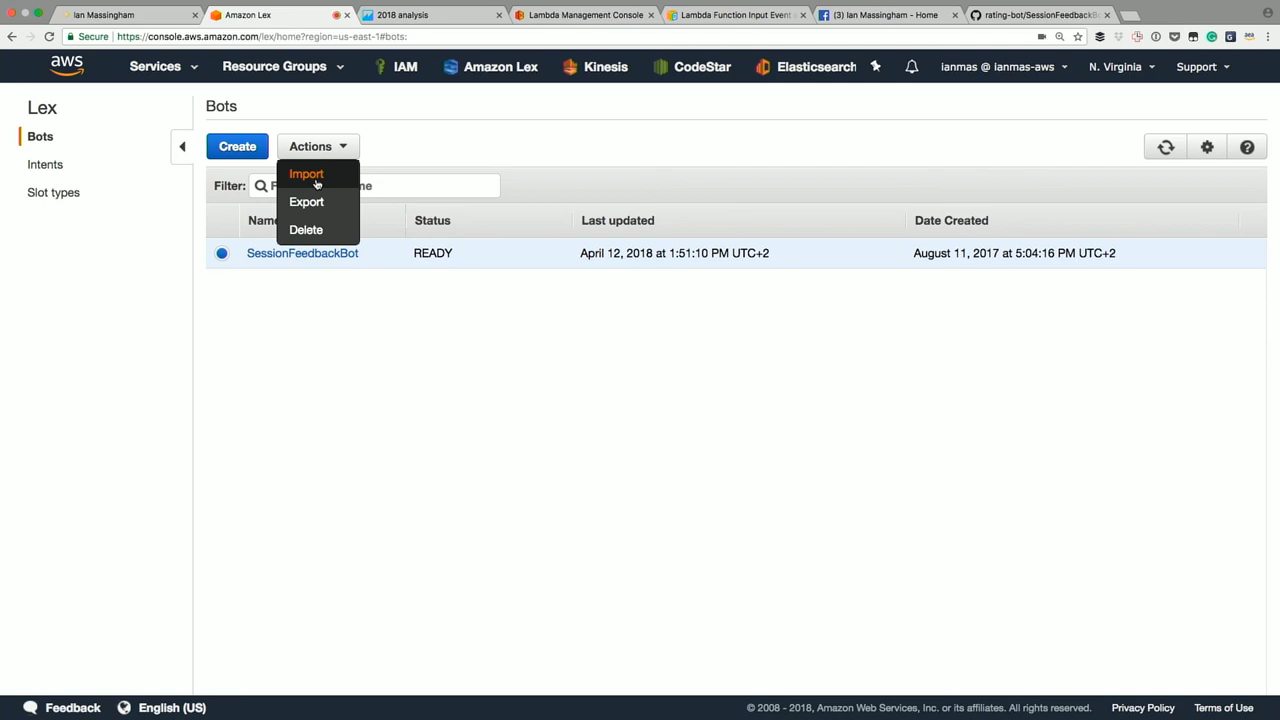 Ian Massingham
Amazon Lex
2018 analysis
Lambda Management Console
Lambda Function Input Event
(3) Ian Massingham - Home
rating-bot/SessionFeedbackB
Secure
https://console.aws.amazon.com/lex/home?region=us-east-1#bots:
aws
Services
Resource Groups
IAM
Amazon Lex
Kinesis
CodeStar
Elasticsearch
ianmas @ ianmas-aws
N. Virginia
Support
Lex
Bots
Intents
Slot types
Bots
Create
Actions
Import
Export
Delete
Filter:
Status
Last updated
Date Created
SessionFeedbackBot
READY
April 12, 2018 at 1:51:10 PM UTC+2
August 11, 2017 at 5:04:16 PM UTC+2
Feedback
English (US)
© 2008 - 2018, Amazon Web Services, Inc. or its affiliates. All rights reserved.
Privacy Policy
Terms of Use